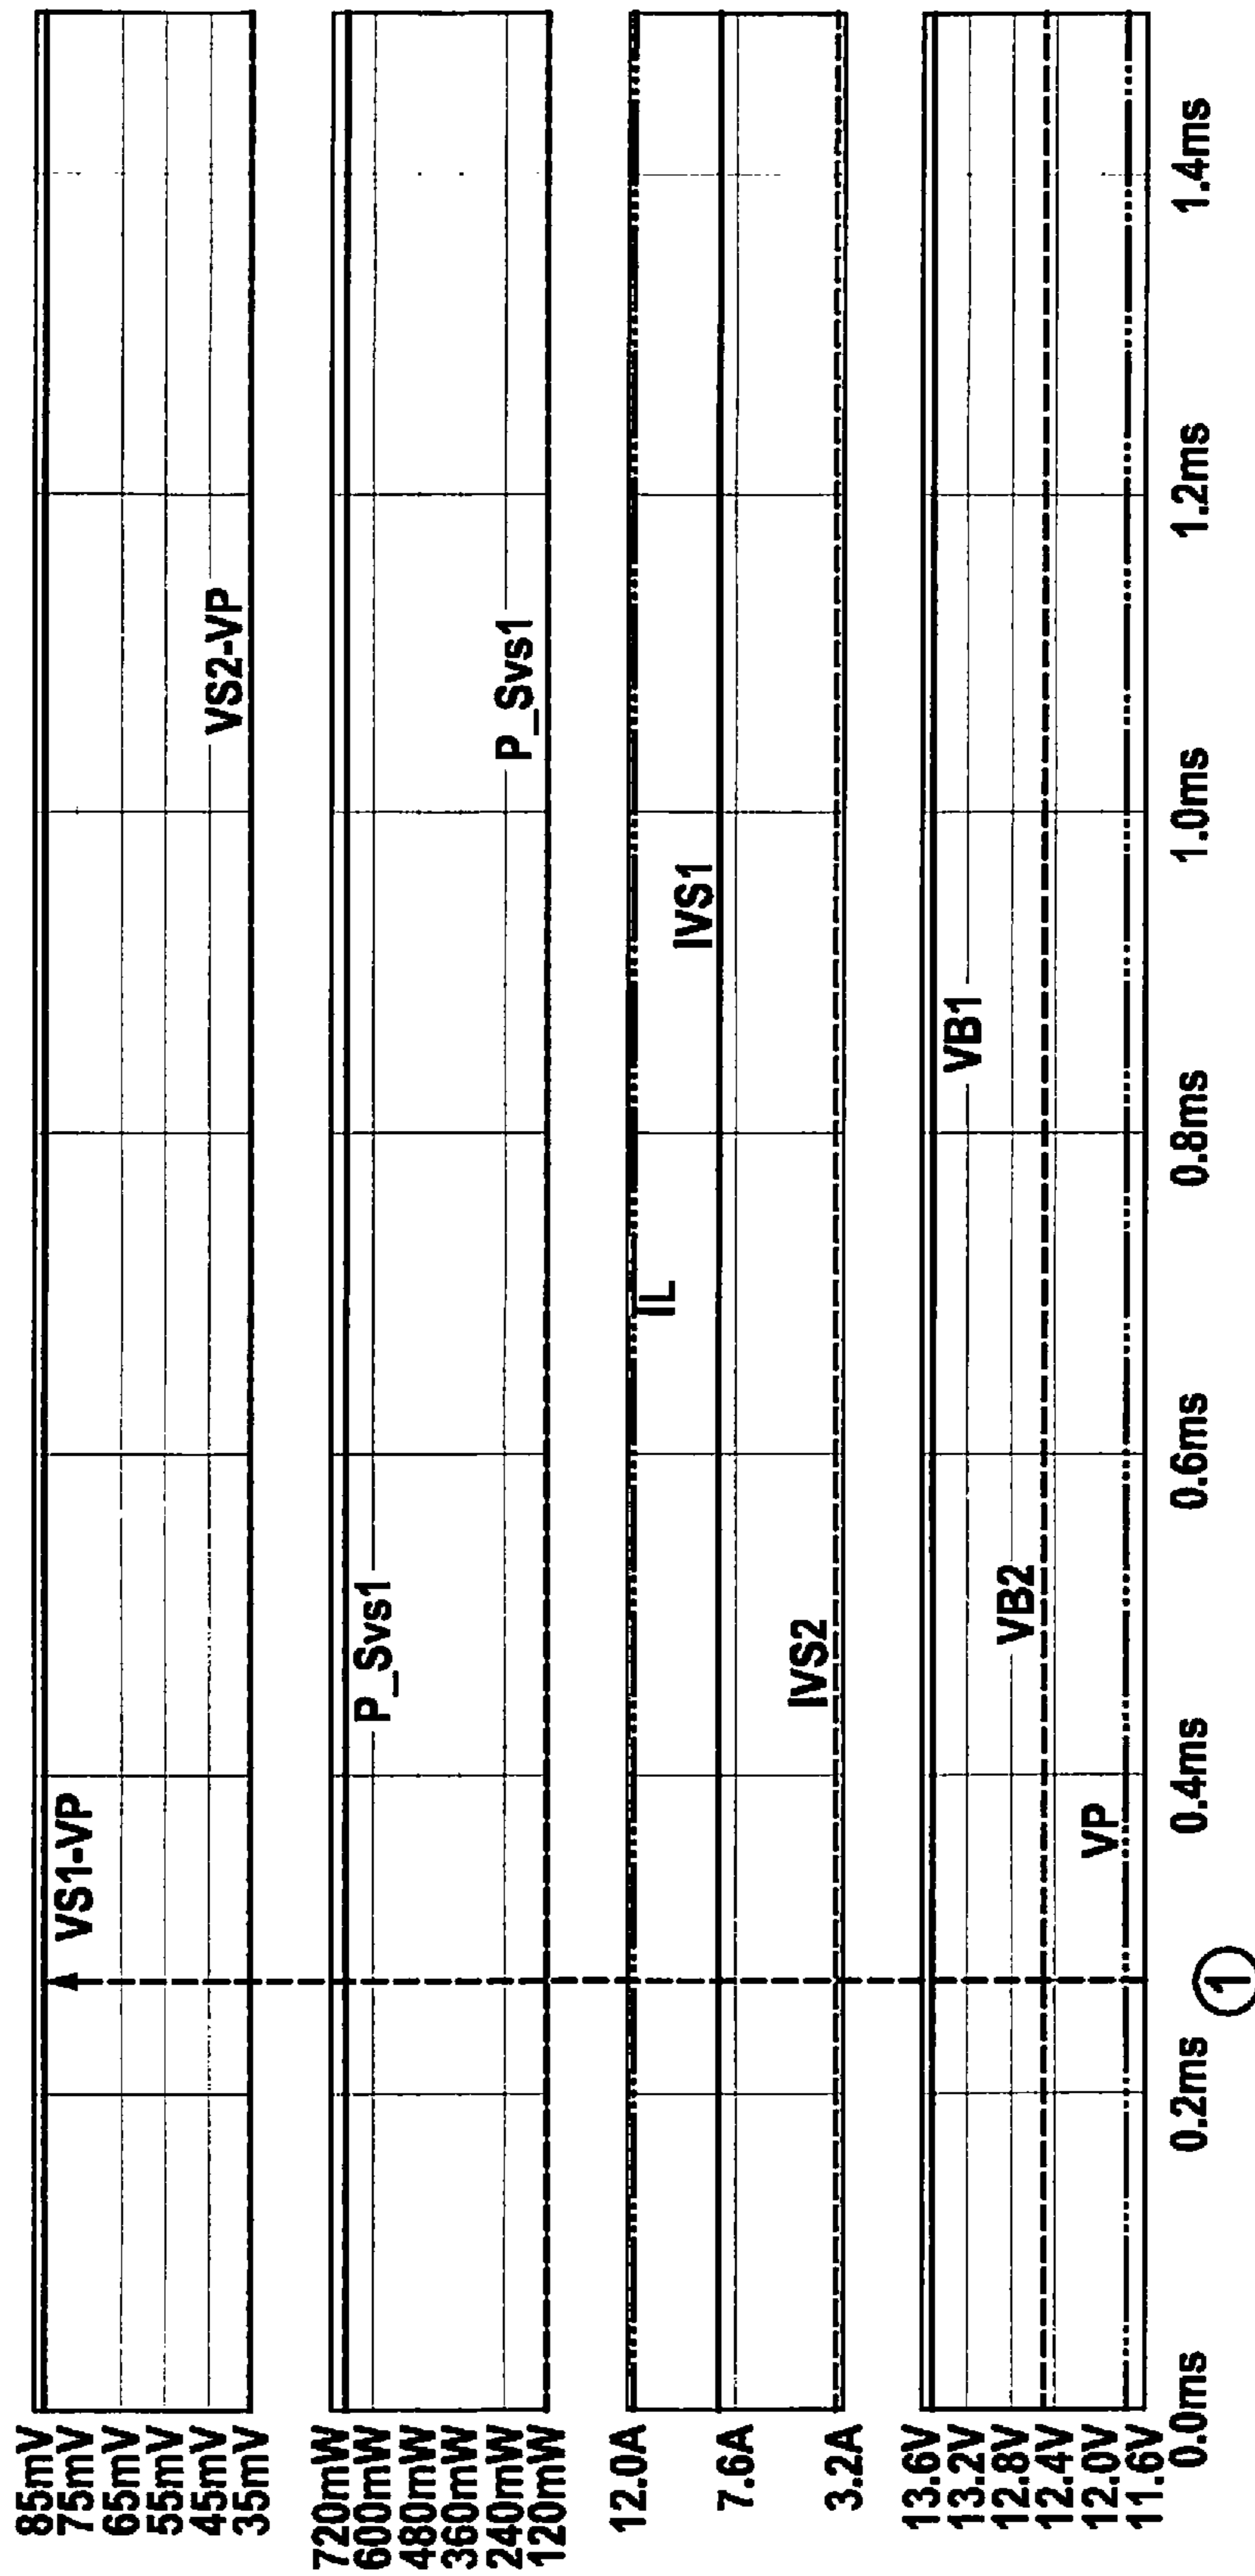 85mV
75mV
65mV
55mV
45mV
35mV
VS1-VP
VS2-VP
720mW
600mW
480mW
360mW
240mW
120mW
P_Svs1
P_Svs1
12.0A
7.6A
3.2A
IL
IVS1
IVS2
13.6V
13.2V
12.8V
12.4V
12.0V
11.6V
VB1
VB2
VP
0.0ms 0.2ms 0.4ms 0.6ms 0.8ms 1.0ms 1.2ms 1.4ms
1